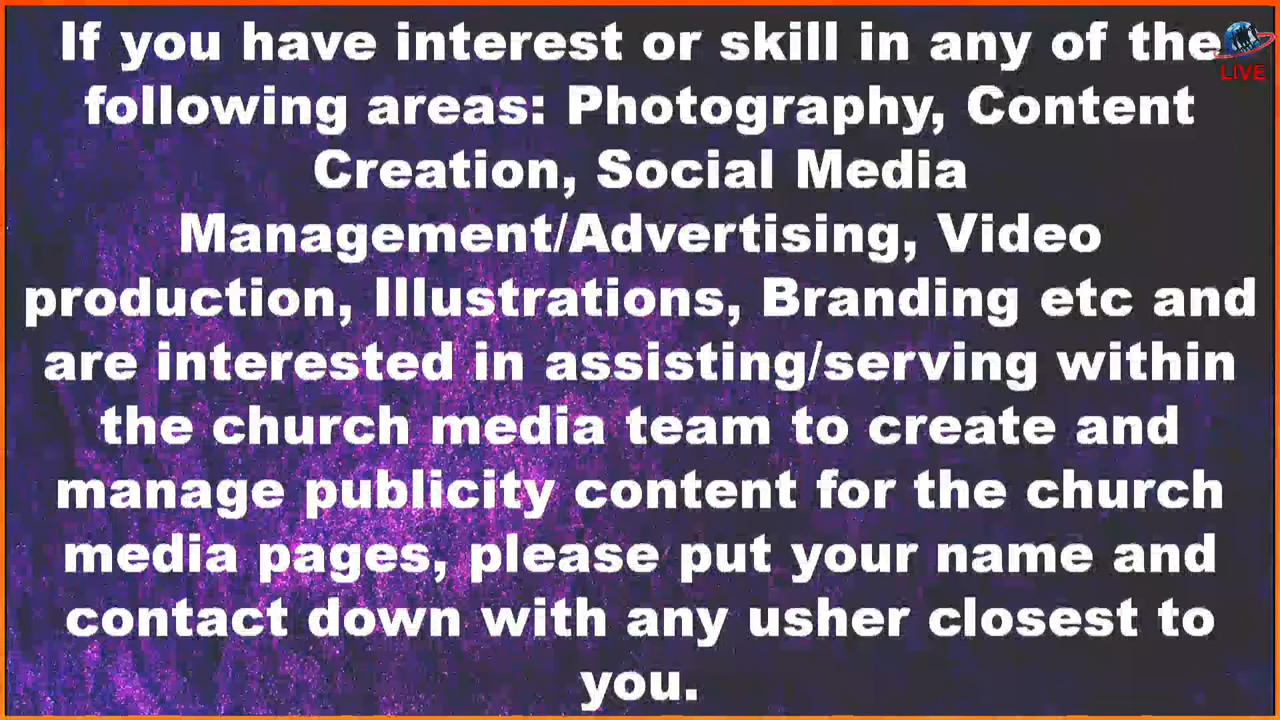 If you have interest or skill in any of the
following areas: Photography, Content
Creation, Social Media
Management/Advertising, Video
production, Illustrations, Branding etc and
are interested in assisting/serving within
the church media team to create and
manage publicity content for the church
media pages, please put your name and
contact down with any usher closest to
you.
LIVE